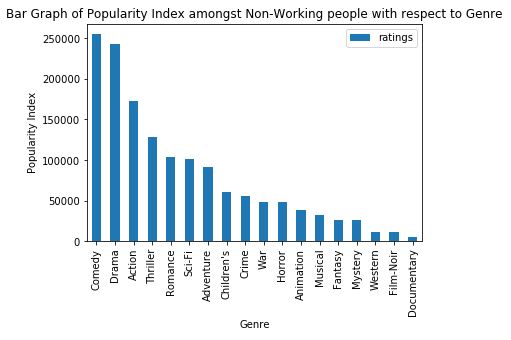 Bar Graph of Popularity Index amongst Non-Working people with respect to Genre
ratings
Popularity Index
250000
200000
150000
100000
50000
0
Comedy
Drama
Action
Thriller
Romance
Sci-Fi
Adventure
Children's
Crime
War
Horror
Animation
Musical
Fantasy
Mystery
Western
Film-Noir
Documentary
Genre